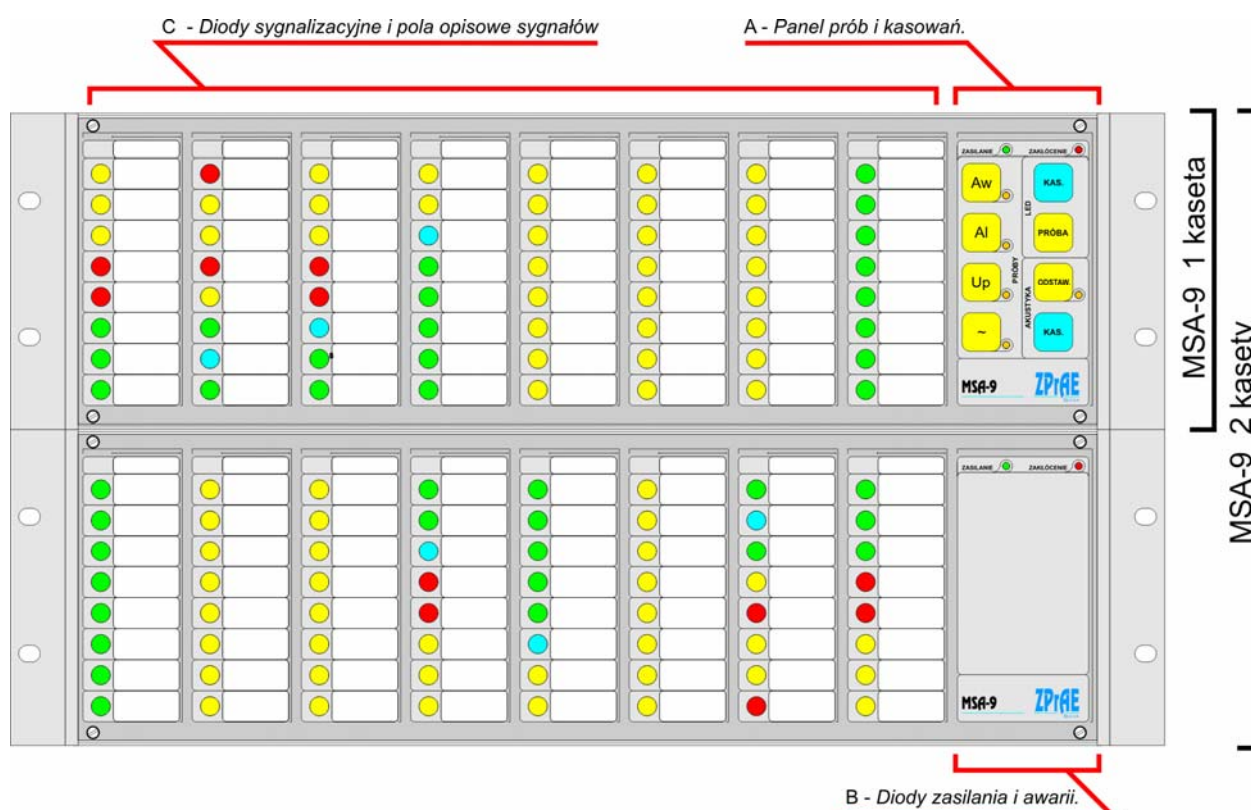 C - Diody sygnalizacyjne i pola opisowe sygnałów
A - Panel prób i kasowań.
ZASILANIE ZAKŁÓCENIE
Aw
KAS.
LED
Al
PRÓBA
PRÓBY
Up
ODSTAW.
AKUSTYKA
~
KAS.
MSA-9 ZPrAE
MSA-9 1 kaseta
MSA-9 2 kasety
ZASILANIE ZAKŁÓCENIE
MSA-9 ZPrAE
B - Diody zasilania i awarii.